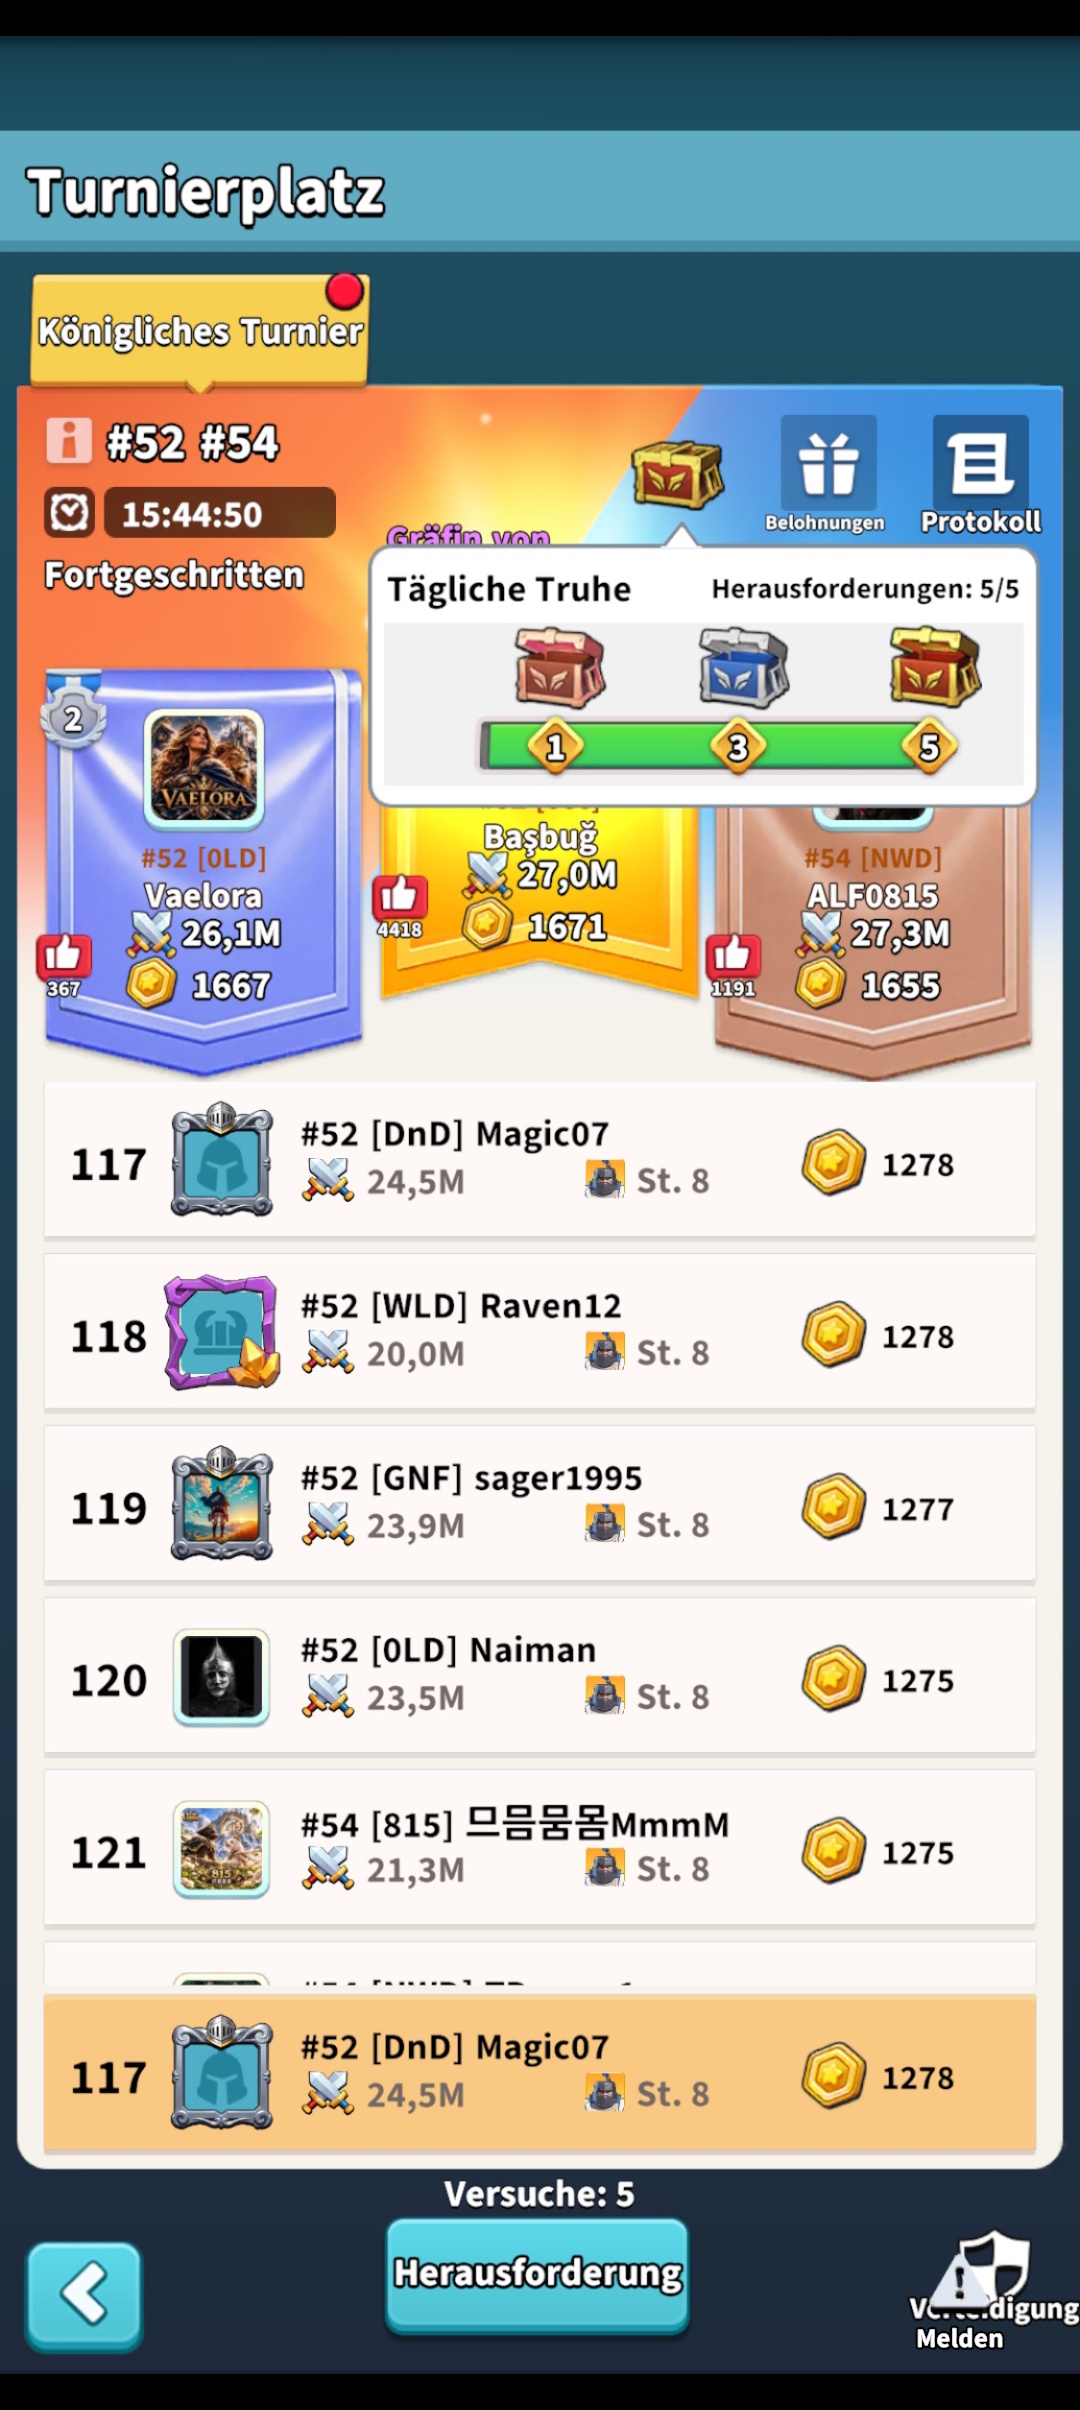 Turnierplatz
Königliches Turnier
#52 #54
15:44:50
Fortgeschritten
Belohnungen
Protokoll
Gräfin von
Tägliche Truhe
Herausforderungen: 5/5
1
3
5
2
VAELORA
#52 [0LD]
Vaelora
26,1M
1667
367
Başbuğ
27,0M
1671
4418
#54 [NWD]
ALF0815
27,3M
1655
1191
117
#52 [DnD] Magic07
24,5M
St. 8
1278
118
#52 [WLD] Raven12
20,0M
St. 8
1278
119
#52 [GNF] sager1995
23,9M
St. 8
1277
120
#52 [0LD] Naiman
23,5M
St. 8
1275
121
#54 [815] 므믐뭄몸MmmM
21,3M
St. 8
1275
117
#52 [DnD] Magic07
24,5M
St. 8
1278
Versuche: 5
Herausforderung
Melden